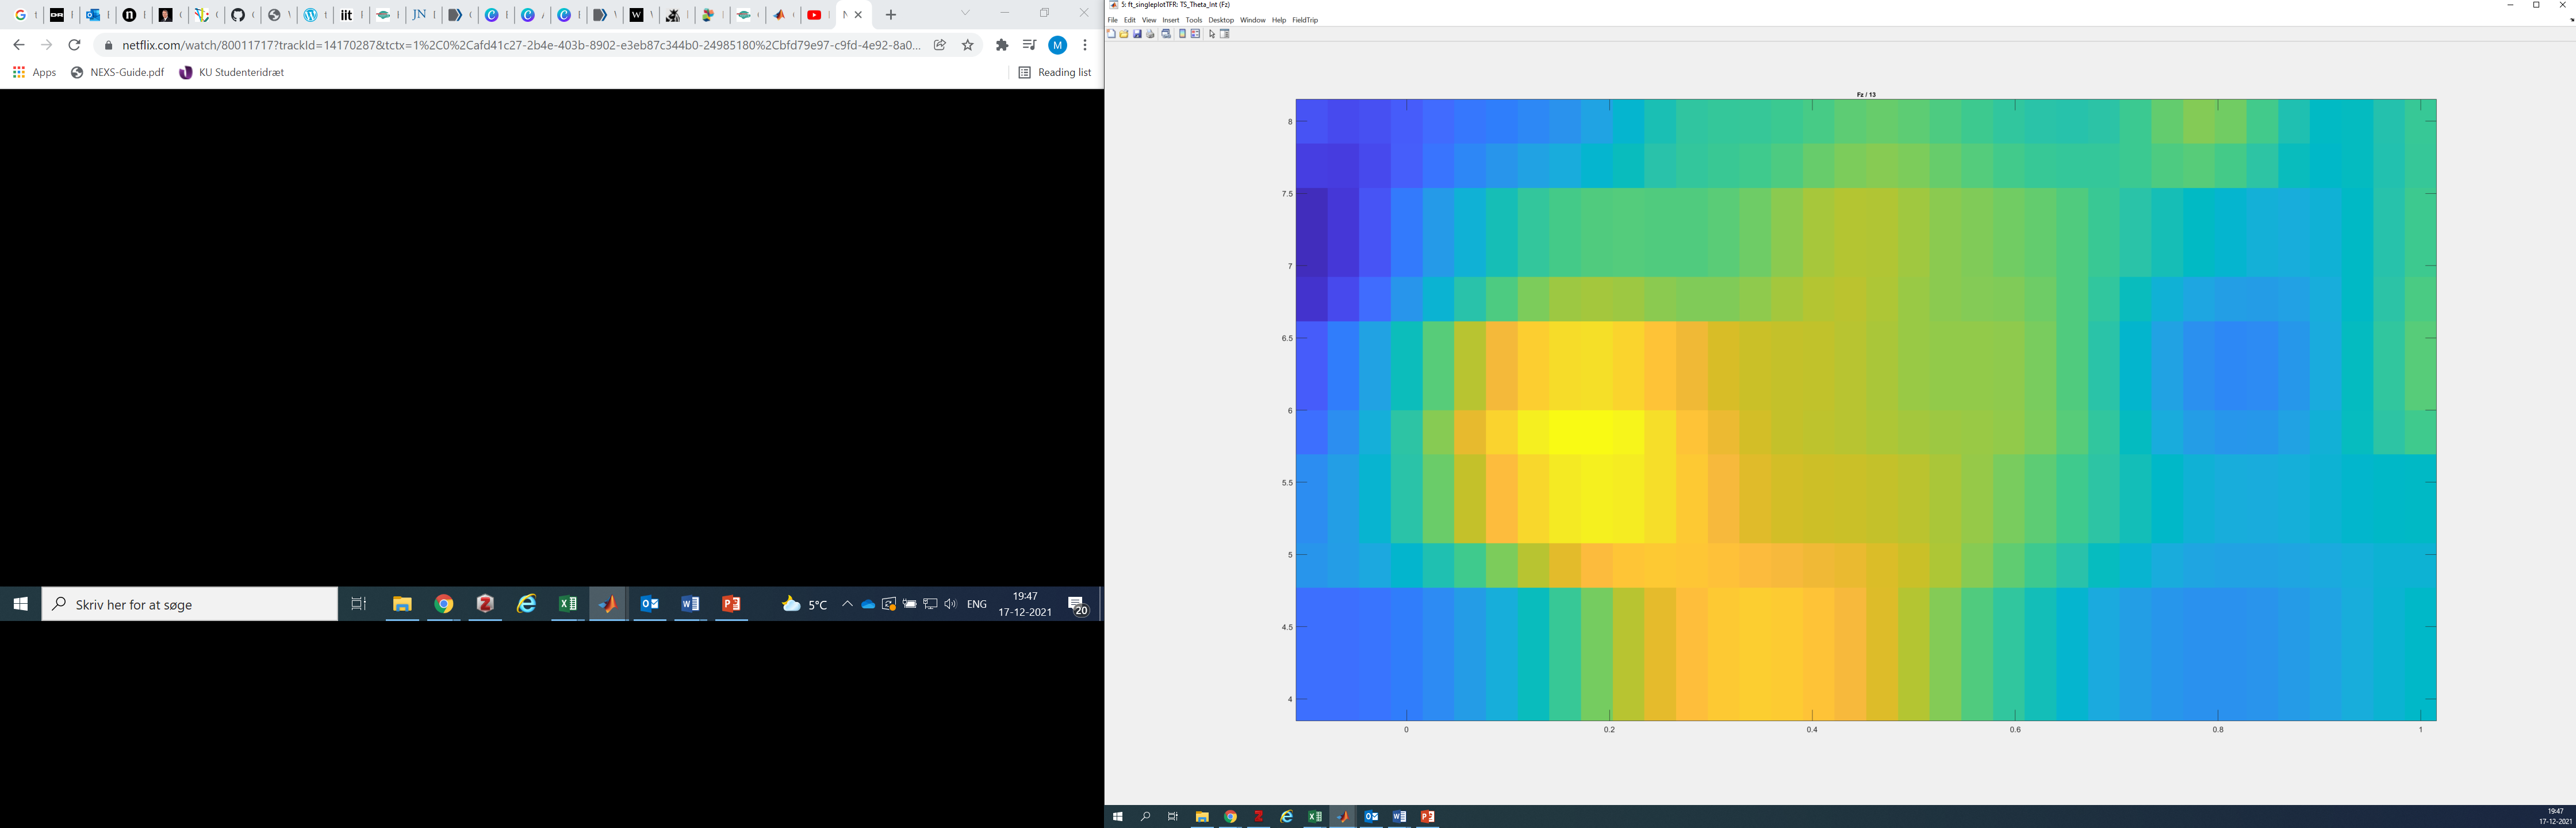 netflix.com/watch/80011717?trackId=14170287&tctx=1%2C0%2Cafd41c27-2b4e-403b-8902-e3eb87c344b0-24985180%2Cbfd79e97-c9fd-4e92-8a0...
M
Apps NEXS-Guide.pdf KU Studenteridræt Reading list
Skriv her for at søge
5°C ENG 19:47
17-12-2021 20
5: ft_singleplotTFR: TS_Theta_Int (Fz)
File Edit View Insert Tools Desktop Window Help FieldTrip
Fz / 13
8
7.5
7
6.5
6
5.5
5
4.5
4
0 0.2 0.4 0.6 0.8 1
19:47
17-12-2021